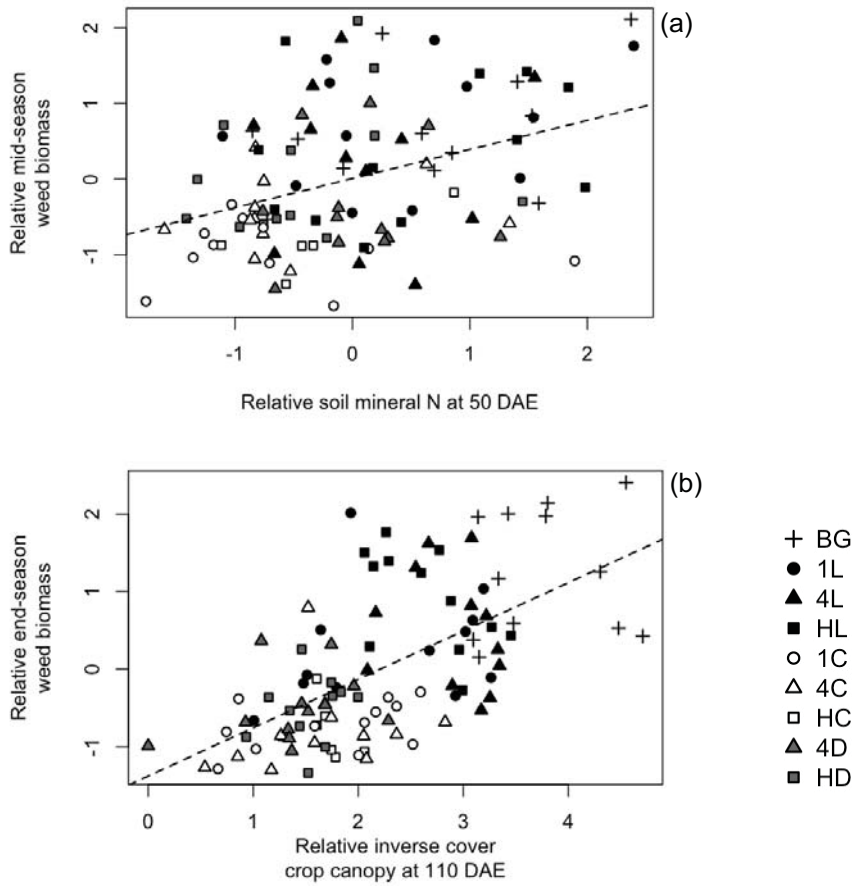 (a)
Relative mid-season
weed biomass
2
1
0
-1
-1 0 1 2
Relative soil mineral N at 50 DAE
(b)
Relative end-season
weed biomass
2
1
0
-1
0 1 2 3 4
Relative inverse cover
crop canopy at 110 DAE
BG
1L
4L
HL
1C
4C
HC
4D
HD